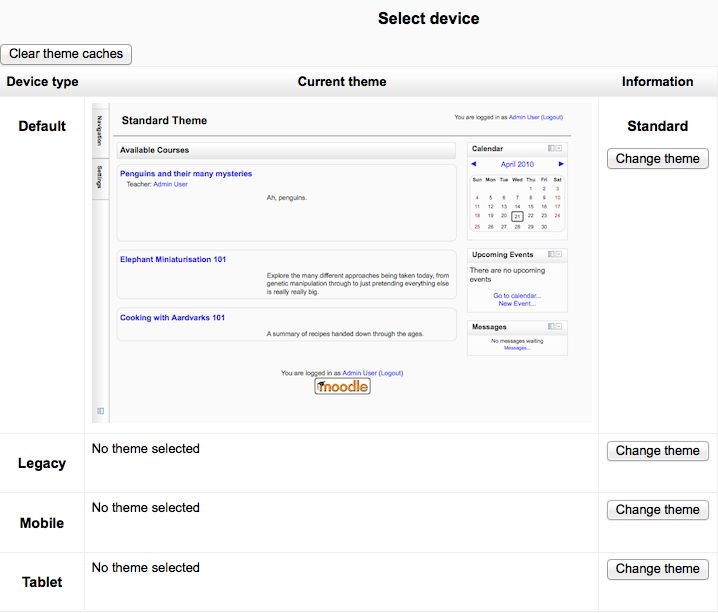 Select device
Clear theme caches
Device type Current theme Information
Default
Navigation
Settings
Standard Theme
You are logged in as Admin User (Logout)
Available Courses
Penguins and their many mysteries
Teacher: Admin User
Ah, penguins.
Elephant Miniaturisation 101
Explore the many different approaches being taken today, from
genetic manipulation through to just pretending everything else
is really really big.
Cooking with Aardvarks 101
A summary of recipes handed down through the ages.
Calendar
◄ April 2010 ►
Sun Mon Tue Wed Thu Fri Sat
1 2 3
4 5 6 7 8 9 10
11 12 13 14 15 16 17
18 19 20 21 22 23 24
25 26 27 28 29 30
Upcoming Events
There are no upcoming
events
Go to calendar...
New Event...
Messages
No messages waiting
Messages...
You are logged in as Admin User (Logout)
moodle
Standard
Change theme
Legacy No theme selected Change theme
Mobile No theme selected Change theme
Tablet No theme selected Change theme